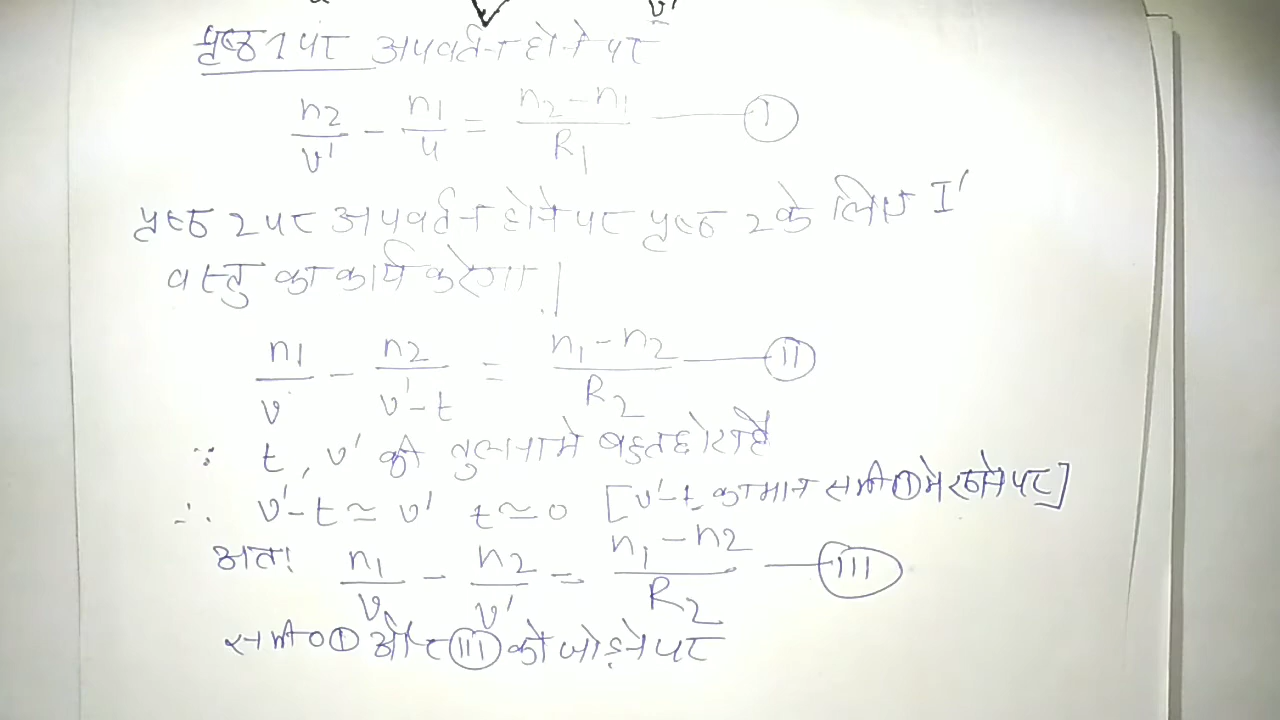 v'
पृष्ठ 1 पर अपवर्तन होने पर
n2/v' - n1/u = n2-n1/R1 — I
पृष्ठ 2 पर अपवर्तन होने पर पृष्ठ 2 के लिए I'
वस्तु का कार्य करेगा।
n1/v - n2/v'-t = n1-n2/R2 — II
∵ t, v' की तुलना मे बहुत छोटा है
∴ v'-t ≃ v' t ≃ 0 [v'-t का मान समी① मे रखने पर]
अतः n1/v - n2/v' = n1-n2/R2 — III
समी० ① और III को जोड़ने पर